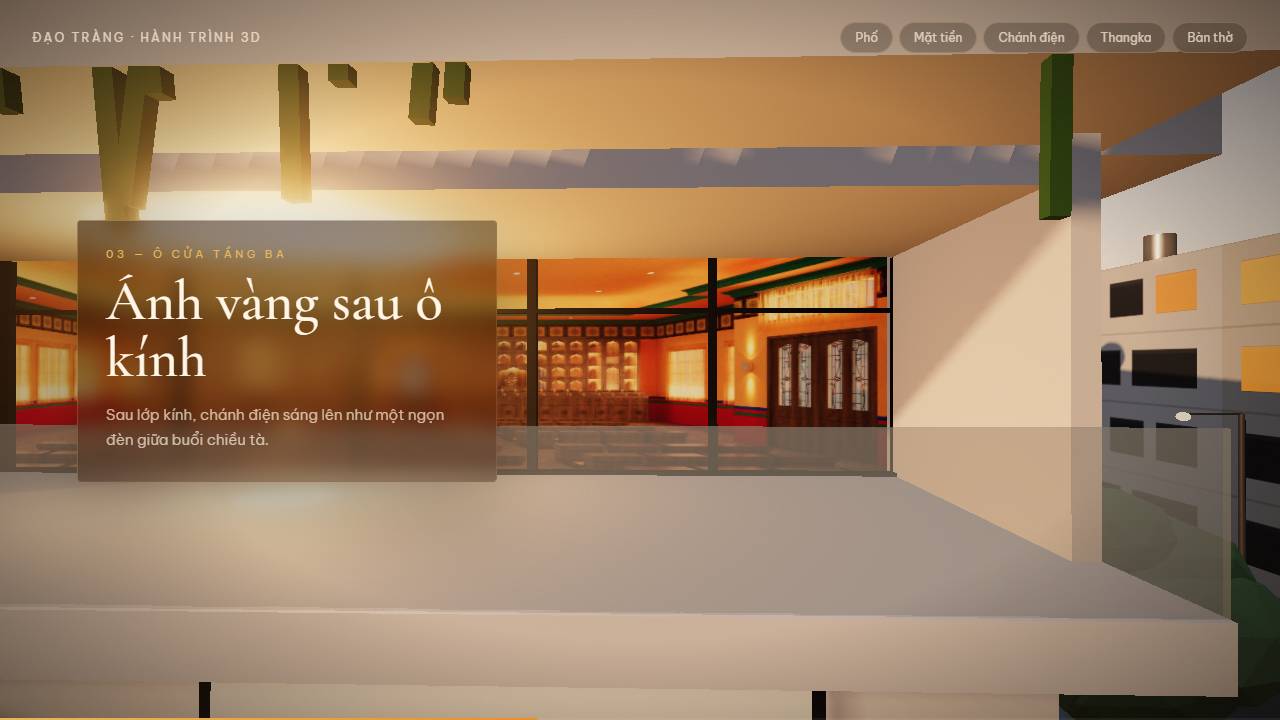 ĐẠO TRÀNG · HÀNH TRÌNH 3D
Phố
Mặt tiền
Chánh điện
Thangka
Bàn thờ
03 — Ô CỬA TẦNG BA
Ánh vàng sau ô
kính
Sau lớp kính, chánh điện sáng lên như một ngọn
đèn giữa buổi chiều tà.